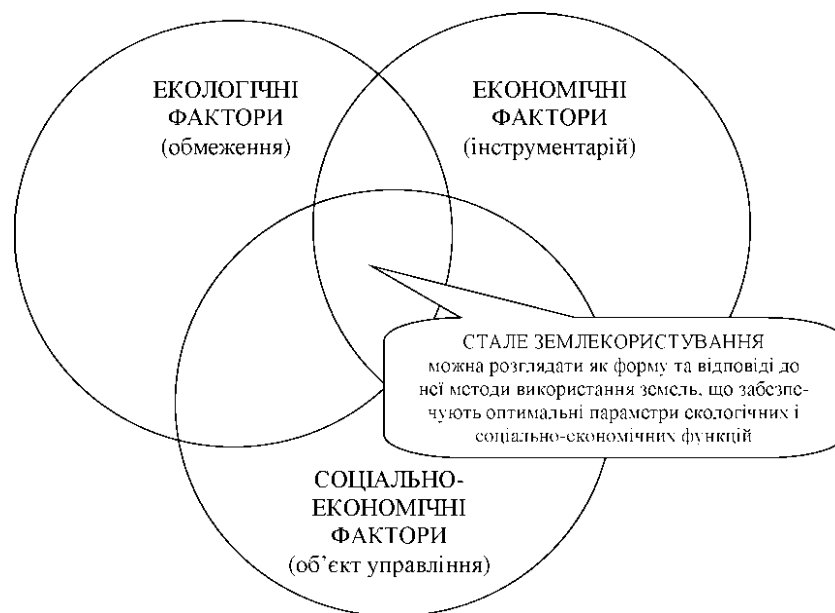 ЕКОЛОГІЧНІ
ФАКТОРИ
(обмеження)
ЕКОНОМІЧНІ
ФАКТОРИ
(інструментарій)
СТАЛЕ ЗЕМЛЕКОРИСТУВАННЯ
можна розглядати як форму та відповіді до
неї методи використання земель, що забезпе-
чують оптимальні параметри екологічних і
соціально-економічних функцій
СОЦІАЛЬНО-
ЕКОНОМІЧНІ
ФАКТОРИ
(об’єкт управління)